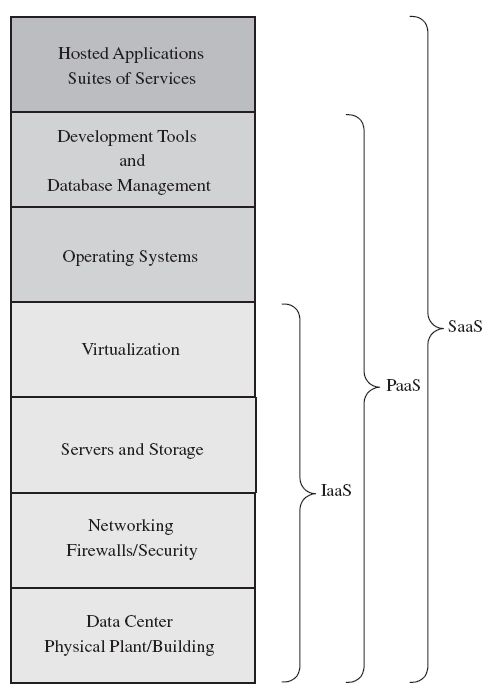 Hosted Applications
Suites of Services
Development Tools
and
Database Management
Operating Systems
Virtualization
Servers and Storage
Networking
Firewalls/Security
Data Center
Physical Plant/Building
IaaS
PaaS
SaaS